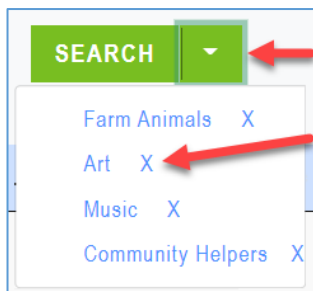 SEARCH
Farm Animals X
Art X
Music X
Community Helpers X